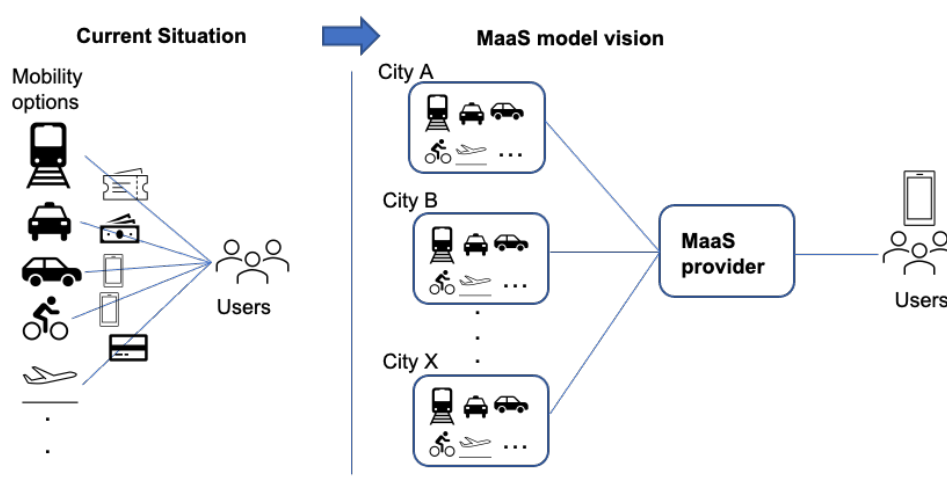 Current Situation
MaaS model vision
Mobility
options
Users
City A
City B
City X
MaaS
provider
Users